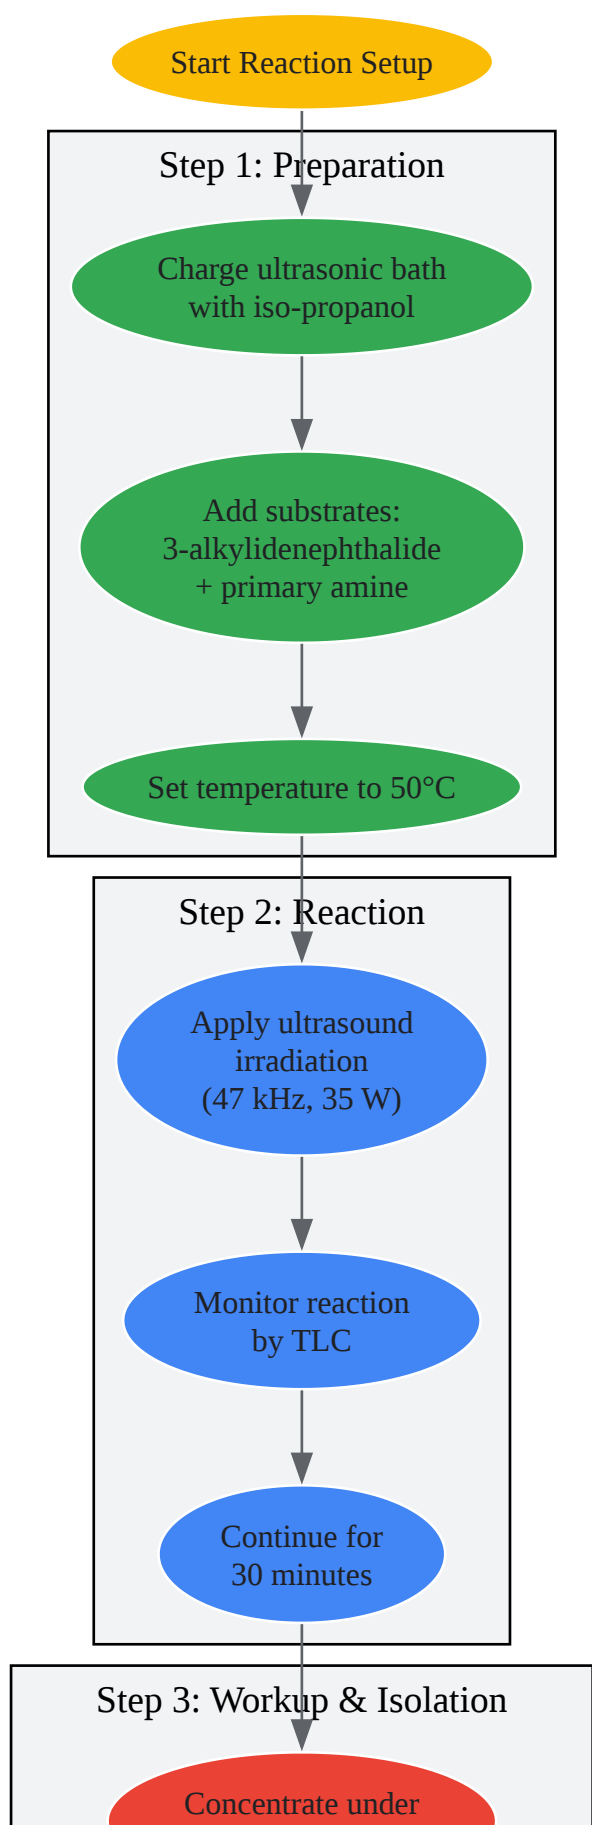 Start Reaction Setup
Step 1: Preparation
Charge ultrasonic bath
with iso-propanol
Add substrates:
3-alkylidenephthalide
+ primary amine
Set temperature to 50°C
Step 2: Reaction
Apply ultrasound
irradiation
(47 kHz, 35 W)
Monitor reaction
by TLC
Continue for
30 minutes
Step 3: Workup & Isolation
Concentrate under